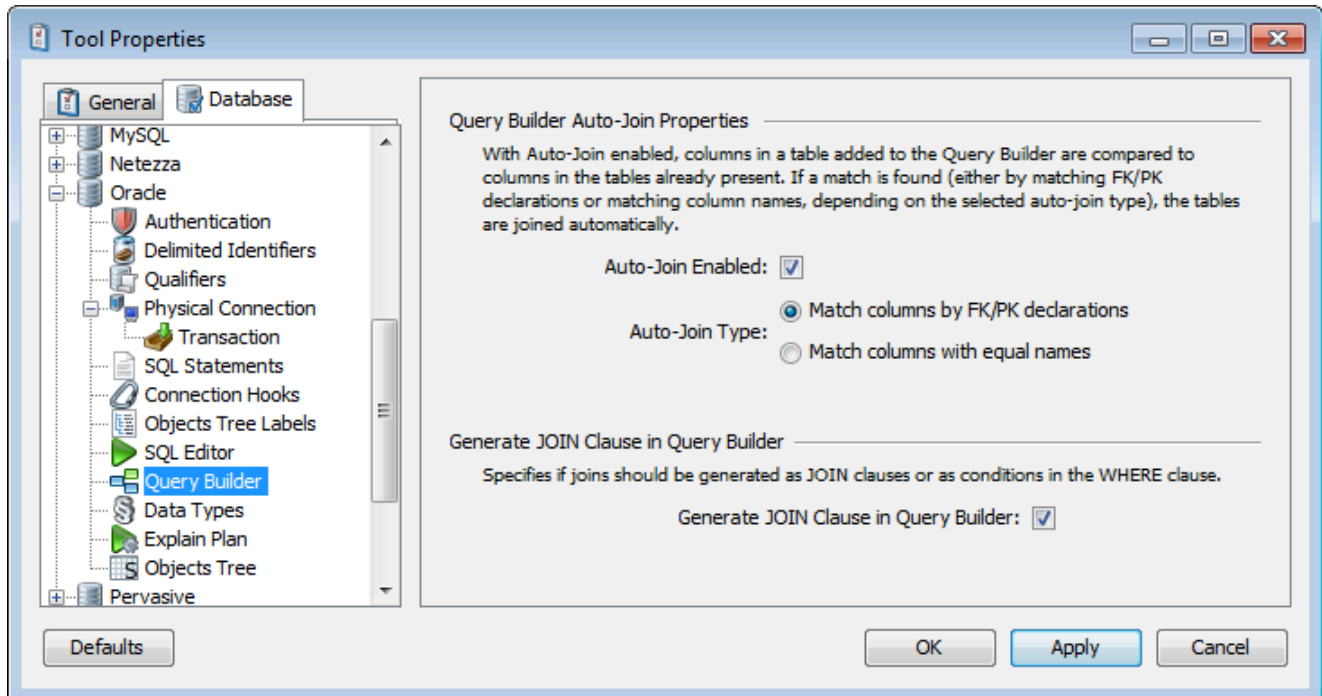 Tool Properties
General
Database
MySQL
Netezza
Oracle
Authentication
Delimited Identifiers
Qualifiers
Physical Connection
Transaction
SQL Statements
Connection Hooks
Objects Tree Labels
SQL Editor
Query Builder
Data Types
Explain Plan
Objects Tree
Pervasive
Query Builder Auto-Join Properties
With Auto-Join enabled, columns in a table added to the Query Builder are compared to
columns in the tables already present. If a match is found (either by matching FK/PK
declarations or matching column names, depending on the selected auto-join type), the tables
are joined automatically.
Auto-Join Enabled:
Auto-Join Type:
Match columns by FK/PK declarations
Match columns with equal names
Generate JOIN Clause in Query Builder
Specifies if joins should be generated as JOIN clauses or as conditions in the WHERE clause.
Generate JOIN Clause in Query Builder:
Defaults
OK
Apply
Cancel